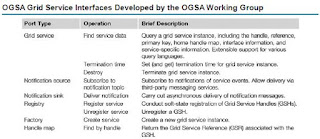 OGSA Grid Service Interfaces Developed by the OGSA Working Group
Port Type Operation Brief Description
Grid service Find service data Query a grid service instance, including the handle, reference,
primary key, home handle map, interface information, and
service-specific information. Extensible support for various
query languages.
Termination time Set (and get) termination time for grid service instance.
Destroy Terminate grid service instance.
Notification source Subscribe to Subscribe to notifications of service events. Allow delivery via
notification topic third-party messaging services.
Notification sink Deliver notification Carry out asynchronous delivery of notification messages.
Registry Register service Conduct soft-state registration of Grid Service Handles (GSHs).
Unregister service Unregister a GSH.
Factory Create service Create a new grid service instance.
Handle map Find by handle Return the Grid Service Reference (GSR) associated with the
GSH.